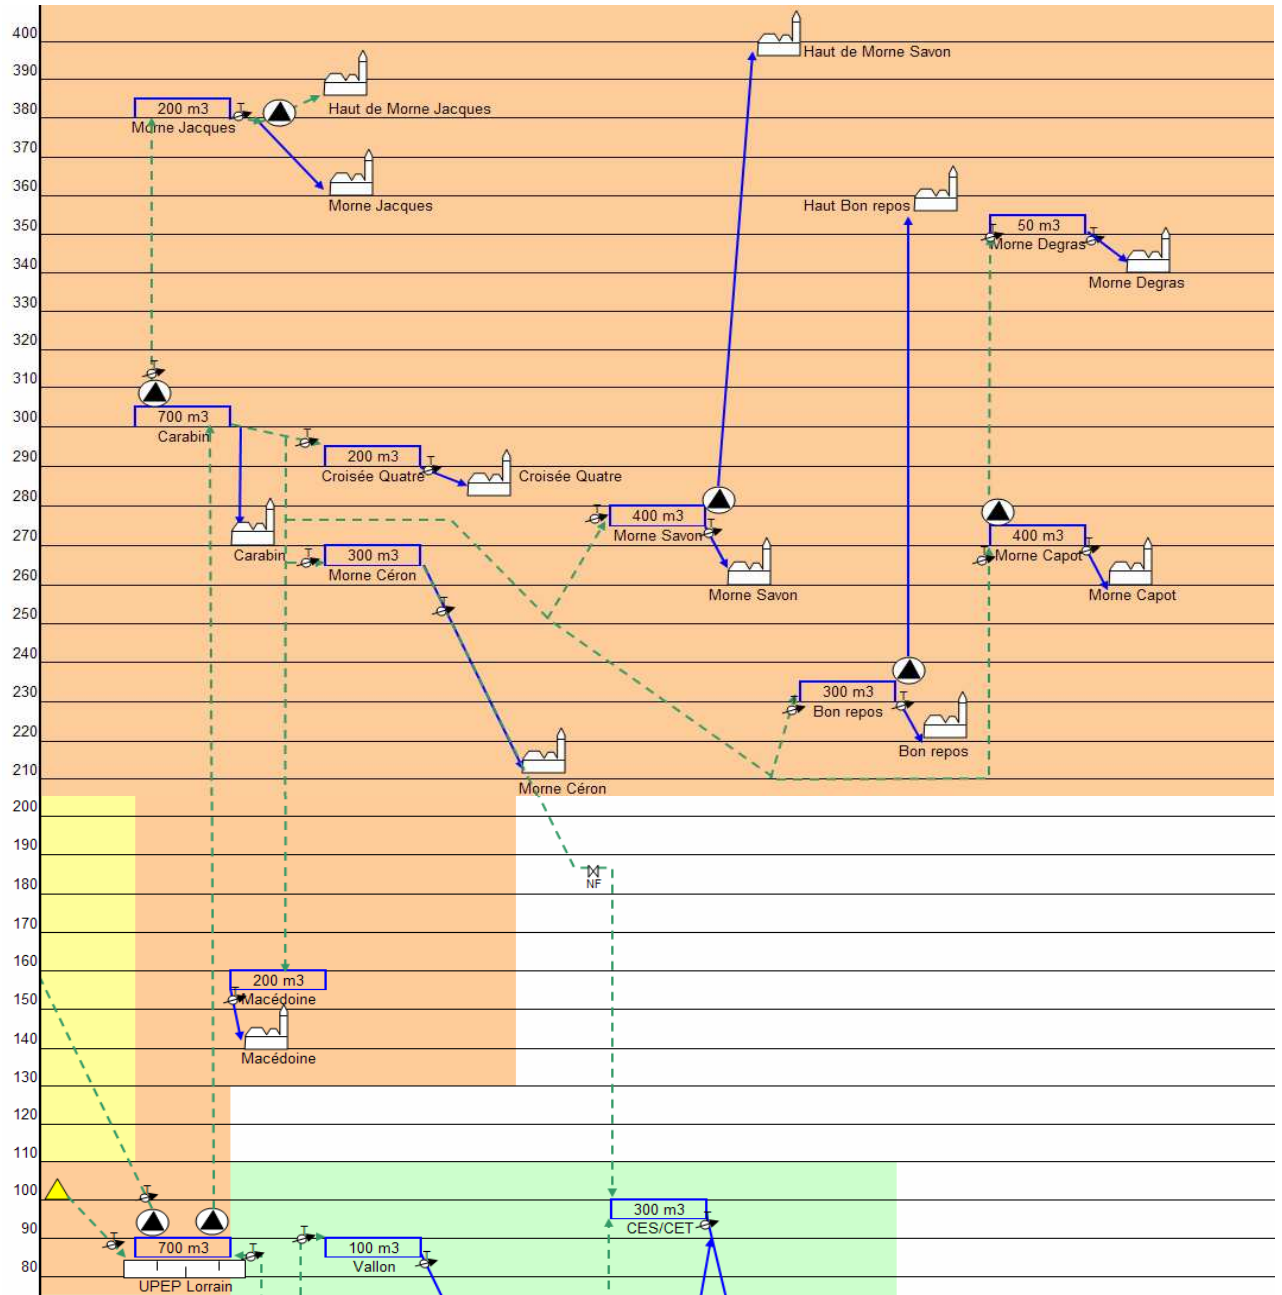 400
Haut de Morne Savon
390
Haut de Morne Jacques
380
200 m3
Morne Jacques
370
360
Morne Jacques
Haut Bon repos
350
50 m3
Morne Degras
340
Morne Degras
330
320
310
300
700 m3
Carabin
290
200 m3
Croisée Quatre
Croisée Quatre
280
400 m3
Morne Savon
270
400 m3
Morne Capot
Carabin
300 m3
Morne Céron
260
Morne Savon
Morne Capot
250
240
230
300 m3
Bon repos
220
Bon repos
210
Morne Céron
200
190
180
NF
170
160
200 m3
Macédoine
150
140
Macédoine
130
120
110
100
300 m3
CES/CET
90
700 m3
100 m3
Vallon
80
UPEP Lorrain